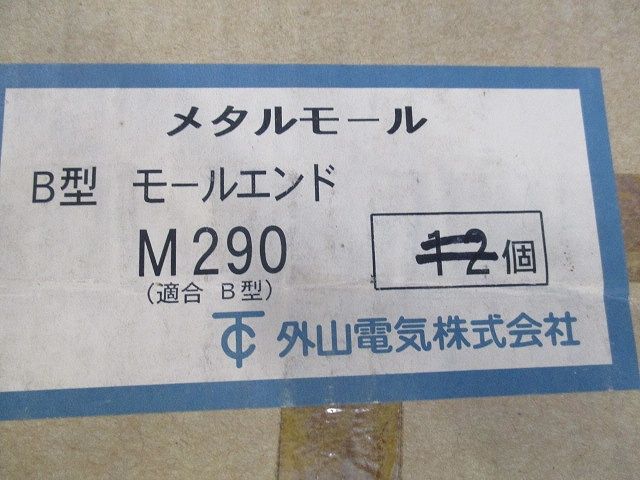 メタルモール
B型 モールエンド
M290 12個
(適合 B型)
外山電気株式会社